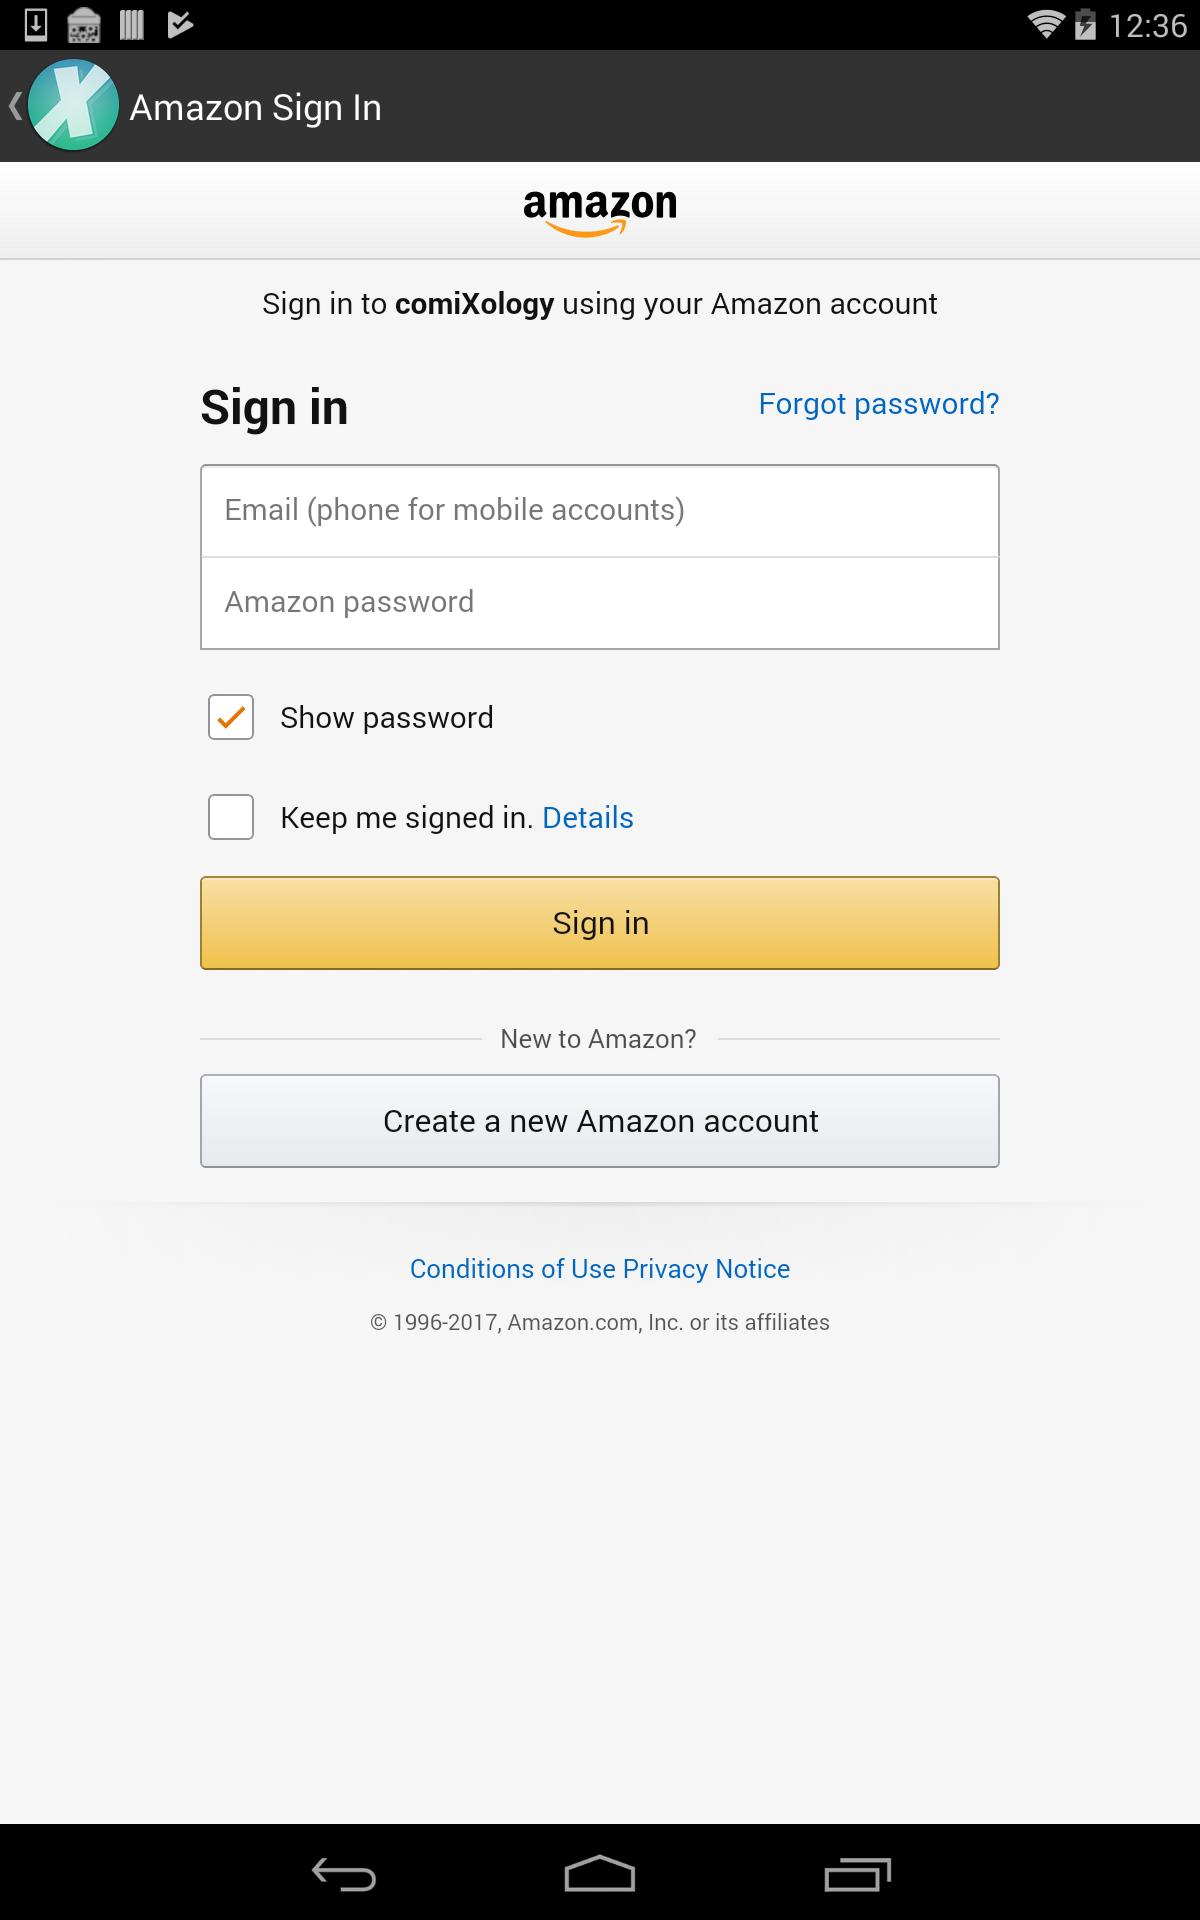 12:36
Amazon Sign In
amazon
Sign in to comiXology using your Amazon account
Sign in
Forgot password?
Email (phone for mobile accounts)
Amazon password
Show password
Keep me signed in. Details
Sign in
New to Amazon?
Create a new Amazon account
Conditions of Use Privacy Notice
© 1996-2017, Amazon.com, Inc. or its affiliates